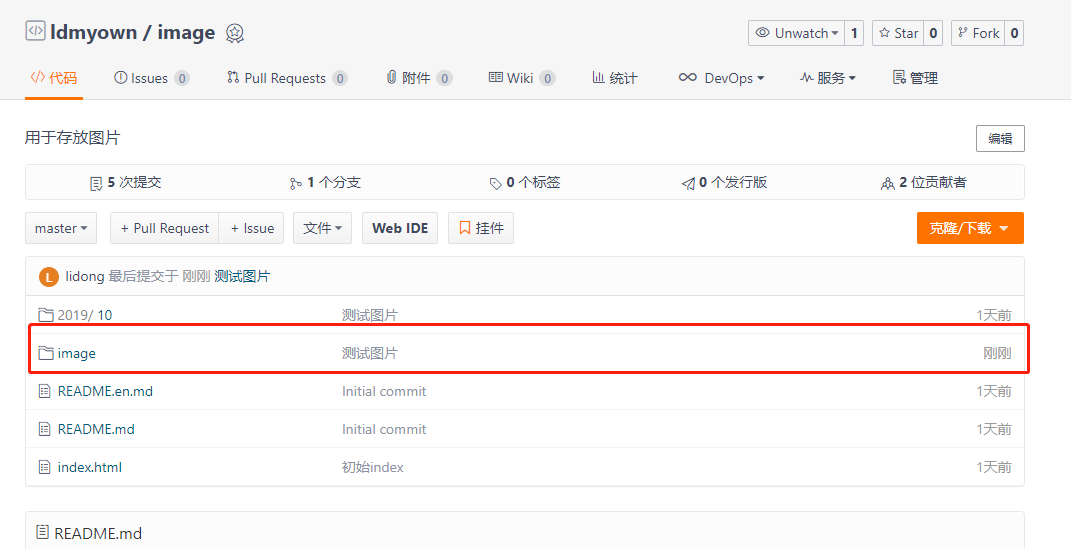 ldmyown / image
Unwatch 1 Star 0 Fork 0
代码 Issues 0 Pull Requests 0 附件 0 Wiki 0 统计 DevOps 服务 管理
用于存放图片 编辑
5 次提交 1 个分支 0 个标签 0 个发行版 2 位贡献者
master + Pull Request + Issue 文件 Web IDE 挂件 克隆/下载
L lidong 最后提交于 刚刚 测试图片
2019/ 10 测试图片 1天前
image 测试图片 刚刚
README.en.md Initial commit 1天前
README.md Initial commit 1天前
index.html 初始index 1天前
README.md